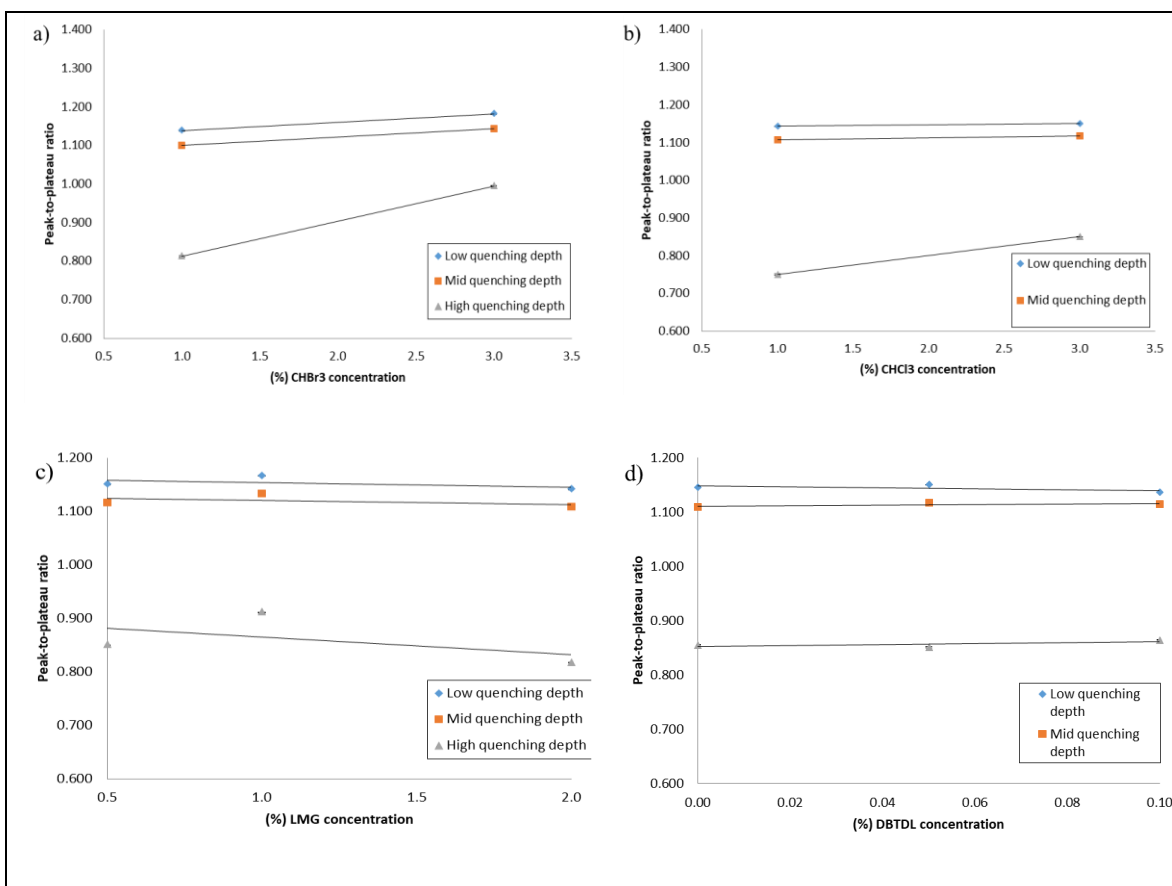 a)
1.400
1.300
1.200
1.100
1.000
0.900
0.800
0.700
0.600
Peak-to-plateau ratio
0.5 1.0 1.5 2.0 2.5 3.0 3.5
(%) CHBr3 concentration
Low quenching depth
Mid quenching depth
High quenching depth
b)
1.400
1.300
1.200
1.100
1.000
0.900
0.800
0.700
0.600
Peak-to-plateau ratio
0.5 1.0 1.5 2.0 2.5 3.0 3.5
(%) CHCl3 concentration
Low quenching depth
Mid quenching depth
c)
1.200
1.100
1.000
0.900
0.800
0.700
0.600
Peak-to-plateau ratio
0.5 1.0 2.0
(%) LMG concentration
Low quenching depth
Mid quenching depth
High quenching depth
d)
1.200
1.100
1.000
0.900
0.800
0.700
0.600
Peak-to-plateau ratio
0.00 0.02 0.04 0.06 0.08 0.10
(%) DBTDL concentration
Low quenching
depth
Mid quenching
depth